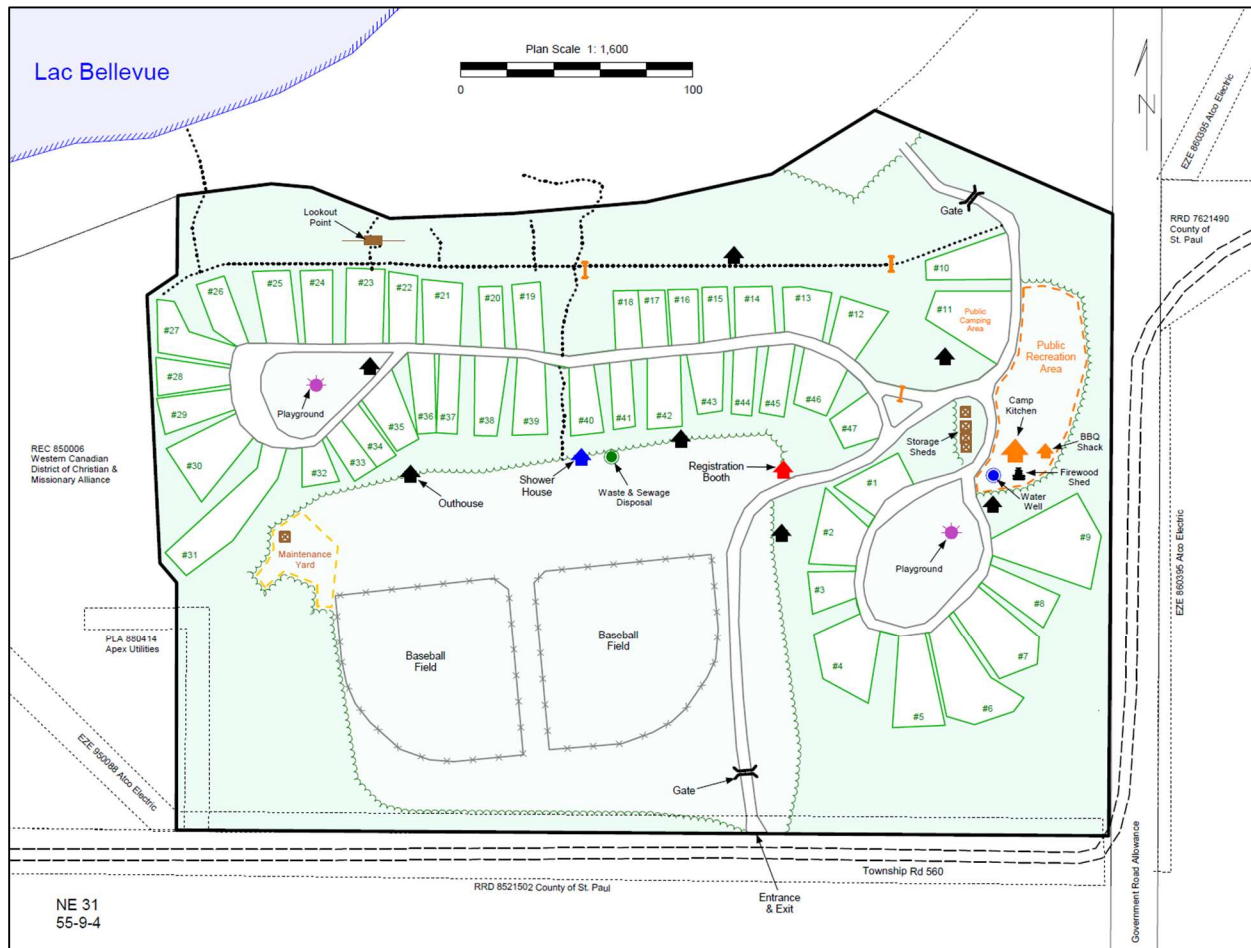 Lac Bellevue
Plan Scale 1: 1,600
0
100
N
EZE 860395 Atco Electric
RRD 7621490
County of
St. Paul
Gate
Lookout
Point
#10
#11
Public
Camping
Area
Public
Recreation
Area
#27
#26
#25
#24
#23
#22
#21
#20
#19
#18
#17
#16
#15
#14
#13
#12
#28
#29
#30
#31
#32
#33
#34
#35
#36
#37
#38
#39
#40
#41
#42
#43
#44
#45
#46
#47
Playground
Camp
Kitchen
BBQ
Shack
Storage
Sheds
Firewood
Shed
Water
Well
REC 850006
Western Canadian
District of Christian &
Missionary Alliance
Outhouse
Shower
House
Waste & Sewage
Disposal
Registration
Booth
#1
#2
#3
#4
#5
#6
#7
#8
#9
Playground
Maintenance
Yard
Baseball
Field
Baseball
Field
PLA 880414
Apex Utilities
EZE 950088 Atco Electric
EZE 860395 Atco Electric
Gate
Township Rd 560
RRD 8521502 County of St. Paul
Entrance
& Exit
Government Road Allowance
NE 31
55-9-4